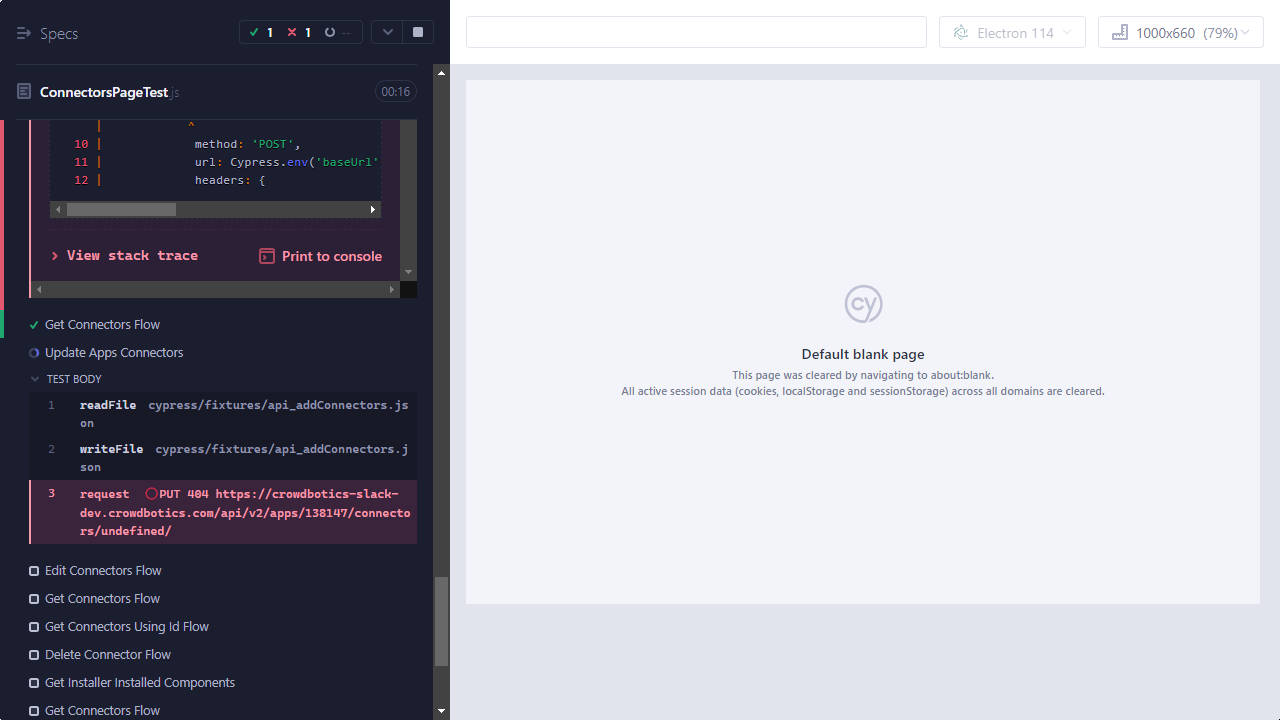 Specs
1 1 --
Electron 114
1000x660 (79%)
ConnectorsPageTest.js
00:16
| ^
10 | method: 'POST',
11 | url: Cypress.env('baseUrl'
12 | headers: {
View stack trace
Print to console
Get Connectors Flow
Update Apps Connectors
TEST BODY
1 readFile cypress/fixtures/api_addConnectors.js
on
2 writeFile cypress/fixtures/api_addConnectors.j
son
3 request PUT 404 https://crowdbotics-slack-
dev.crowdbotics.com/api/v2/apps/138147/connecto
rs/undefined/
Edit Connectors Flow
Get Connectors Flow
Get Connectors Using Id Flow
Delete Connector Flow
Get Installer Installed Components
Get Connectors Flow
cy
Default blank page
This page was cleared by navigating to about:blank.
All active session data (cookies, localStorage and sessionStorage) across all domains are cleared.